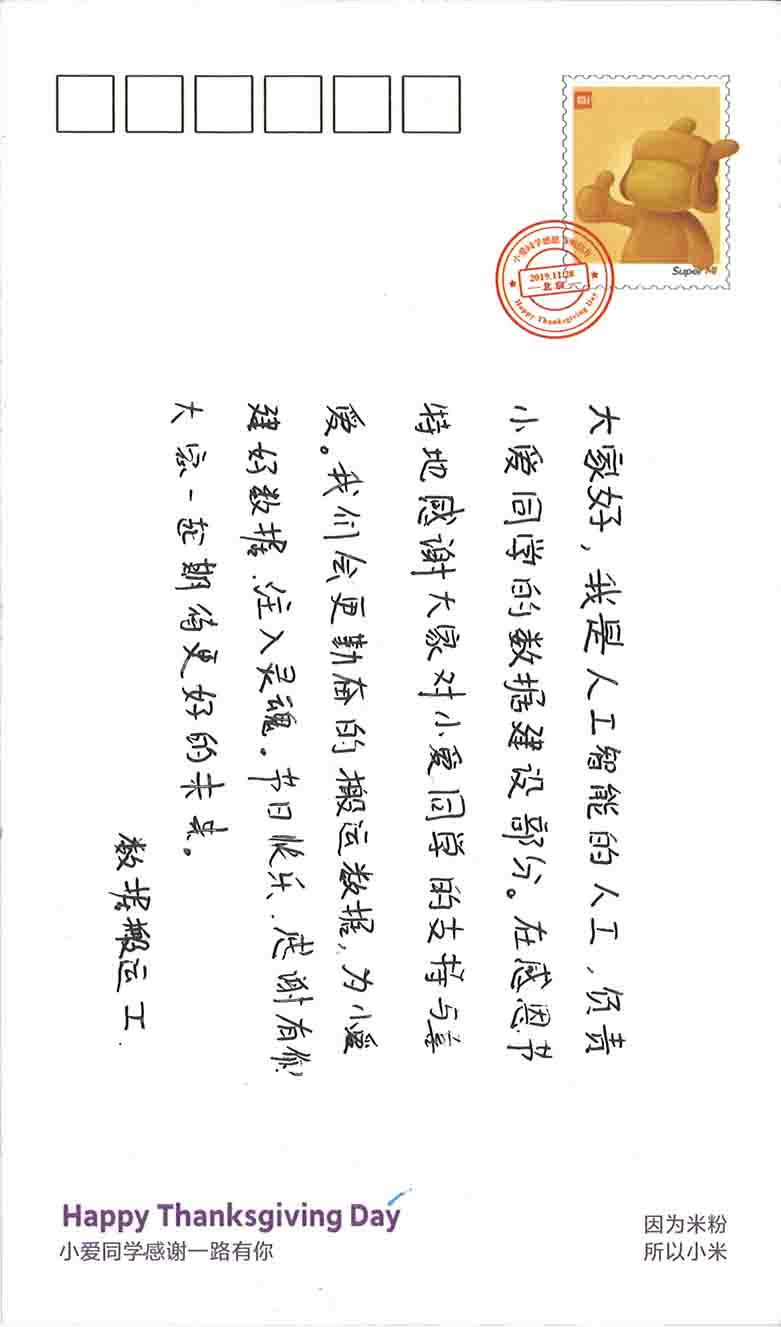 MI
Super MI
小爱同学感恩
2019.11.28
北京
Happy Thanksgiving Day
大家好，我是人工智能的人工、负责
小爱同学的数据建设部分。在感恩节
特地感谢大家对小爱同学的支持与喜
爱。我们会更勤奋的搬运数据，为小爱
建好数据、注入灵魂。节日快乐、感谢有你！
大家一起期待更好的未来。
数据搬运工.
Happy Thanksgiving Day
小爱同学感谢一路有你
因为米粉
所以小米